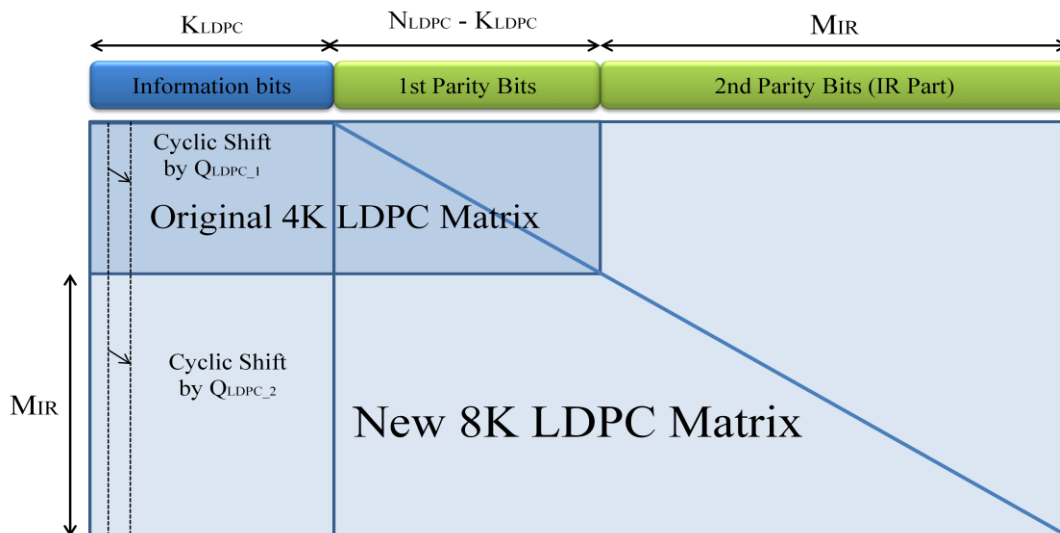 KLDPC
NLDPC - KLDPC
MIR
Information bits
1st Parity Bits
2nd Parity Bits (IR Part)
Cyclic Shift
by QLDPC_1
Original 4K LDPC Matrix
Cyclic Shift
by QLDPC_2
MIR
New 8K LDPC Matrix